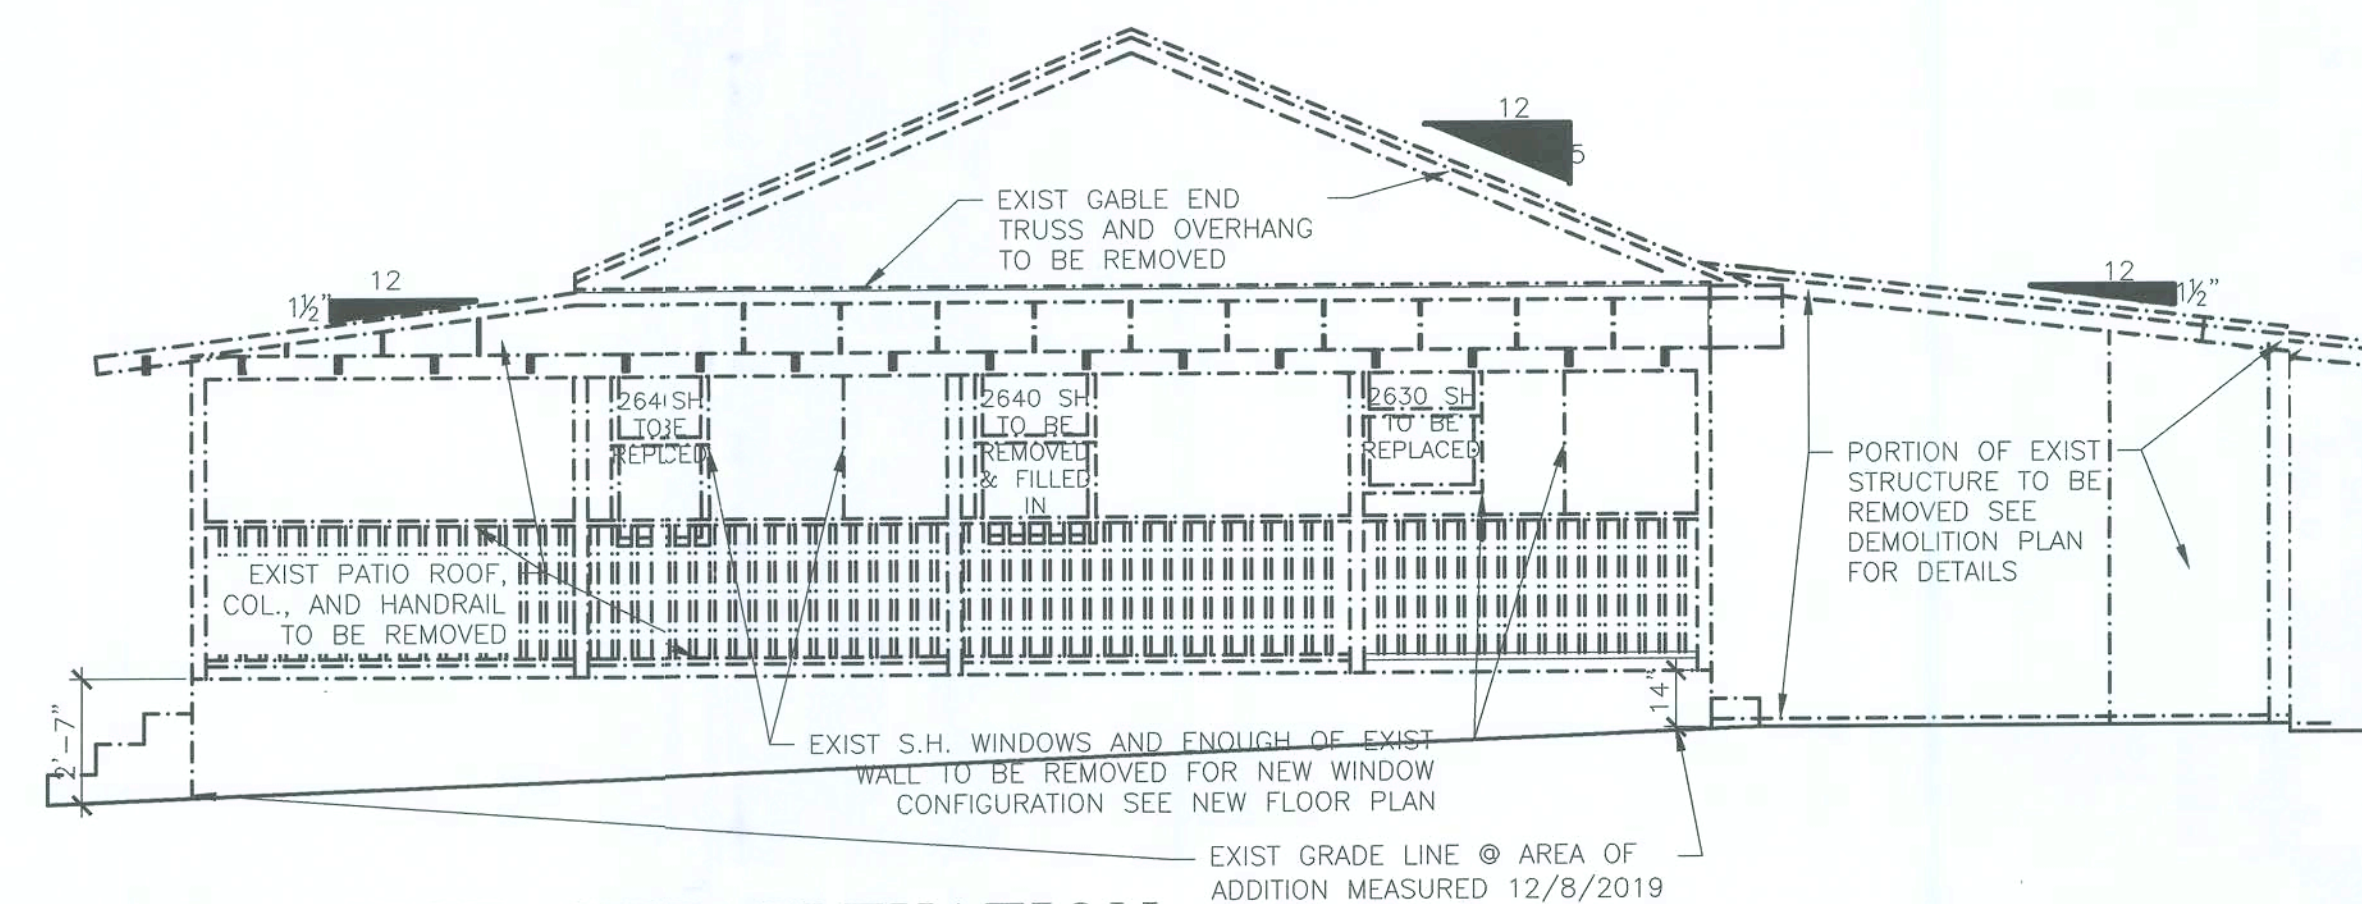 12
5
EXIST GABLE END
TRUSS AND OVERHANG
TO BE REMOVED
12
1½"
12
1½"
SH
TO BE
2640 SH
TO BE
REMOVED
& FILLED
IN
2630 SH
TO BE
REPLACED
PORTION OF EXIST
STRUCTURE TO BE
REMOVED SEE
DEMOLITION PLAN
FOR DETAILS
EXIST PATIO ROOF,
COL., AND HANDRAIL
TO BE REMOVED
2'-7"
14"
EXIST S.H. WINDOWS AND ENOUGH OF EXIST
WALL TO BE REMOVED FOR NEW WINDOW
CONFIGURATION SEE NEW FLOOR PLAN
EXIST GRADE LINE @ AREA OF
ADDITION MEASURED 12/8/2019